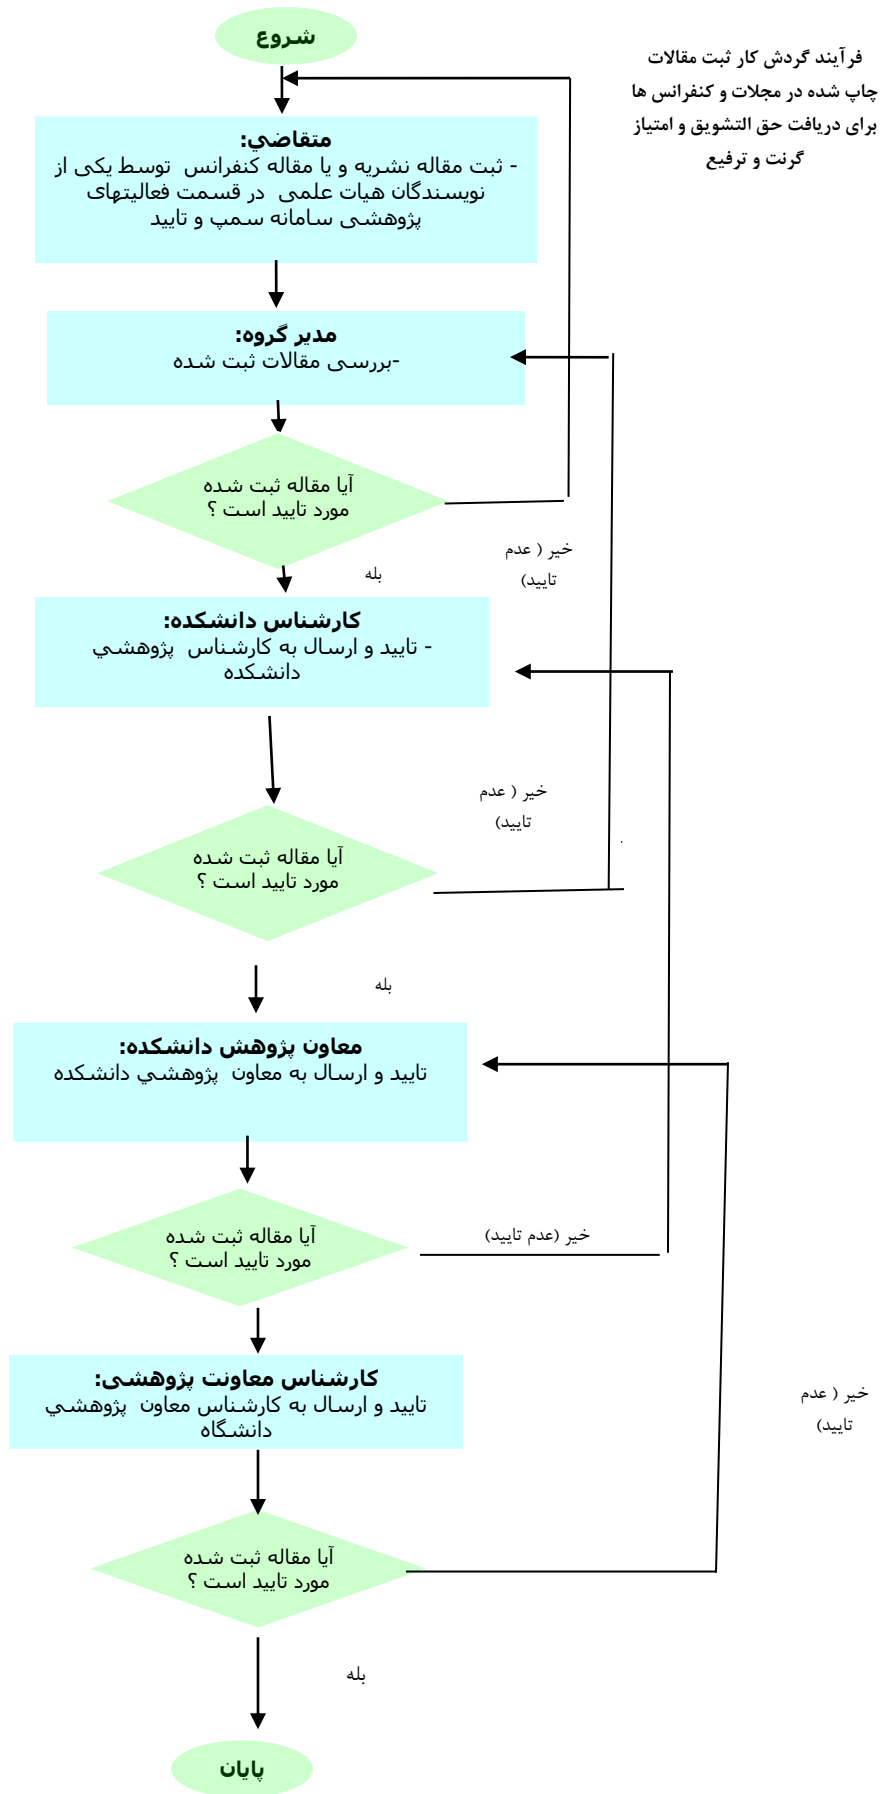 شروع
فرآیند گردش کار ثبت مقالات
چاپ شده در مجلات و کنفرانس ها
برای دریافت حق التشویق و امتیاز
گرنت و ترفیع
متقاضي:
- ثبت مقاله نشریه و یا مقاله کنفرانس توسط یکی از
نویسندگان هیات علمی در قسمت فعالیتهای
پژوهشی سامانه سمپ و تایید
مدیر گروه:
-بررسی مقالات ثبت شده
آیا مقاله ثبت شده
مورد تایید است ؟
خیر ( عدم
تایید)
بله
کارشناس دانشکده:
- تایید و ارسال به کارشناس پژوهشي
دانشکده
خیر ( عدم
تایید)
آیا مقاله ثبت شده
مورد تایید است ؟
بله
معاون پژوهش دانشکده:
تایید و ارسال به معاون پژوهشي دانشکده
آیا مقاله ثبت شده
مورد تایید است ؟
خیر (عدم تایید)
کارشناس معاونت پژوهشی:
تایید و ارسال به کارشناس معاون پژوهشي
دانشگاه
خیر ( عدم
تایید)
آیا مقاله ثبت شده
مورد تایید است ؟
بله
پایان